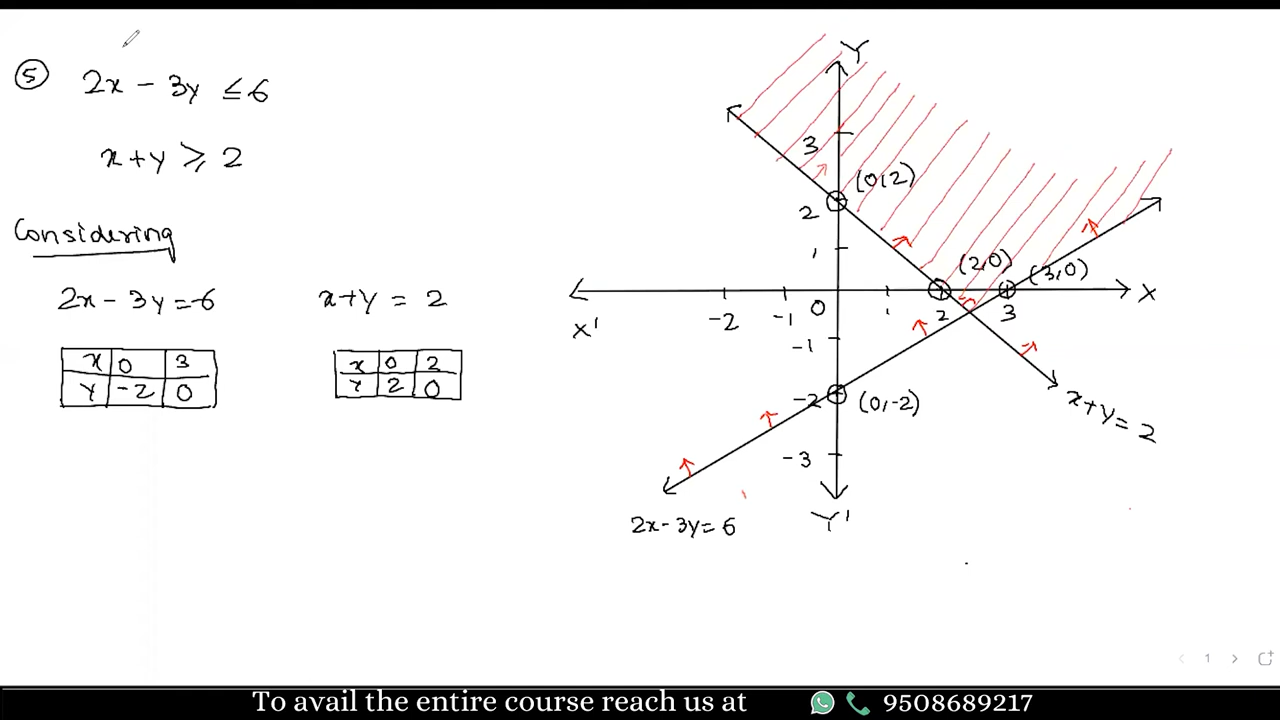 ⑤ 2x - 3y ≤ 6
x + y ≥ 2
Considering
2x - 3y = 6
x + y = 2
x 0 3
y -2 0
x 0 2
y 2 0
Y
3
(0,2)
2
1
(2,0)
(3,0)
X'
-2 -1 0 1 2 3
X
-1
-2 (0,-2)
-3
x + y = 2
2x - 3y = 6
Y'
1
To avail the entire course reach us at 9508689217